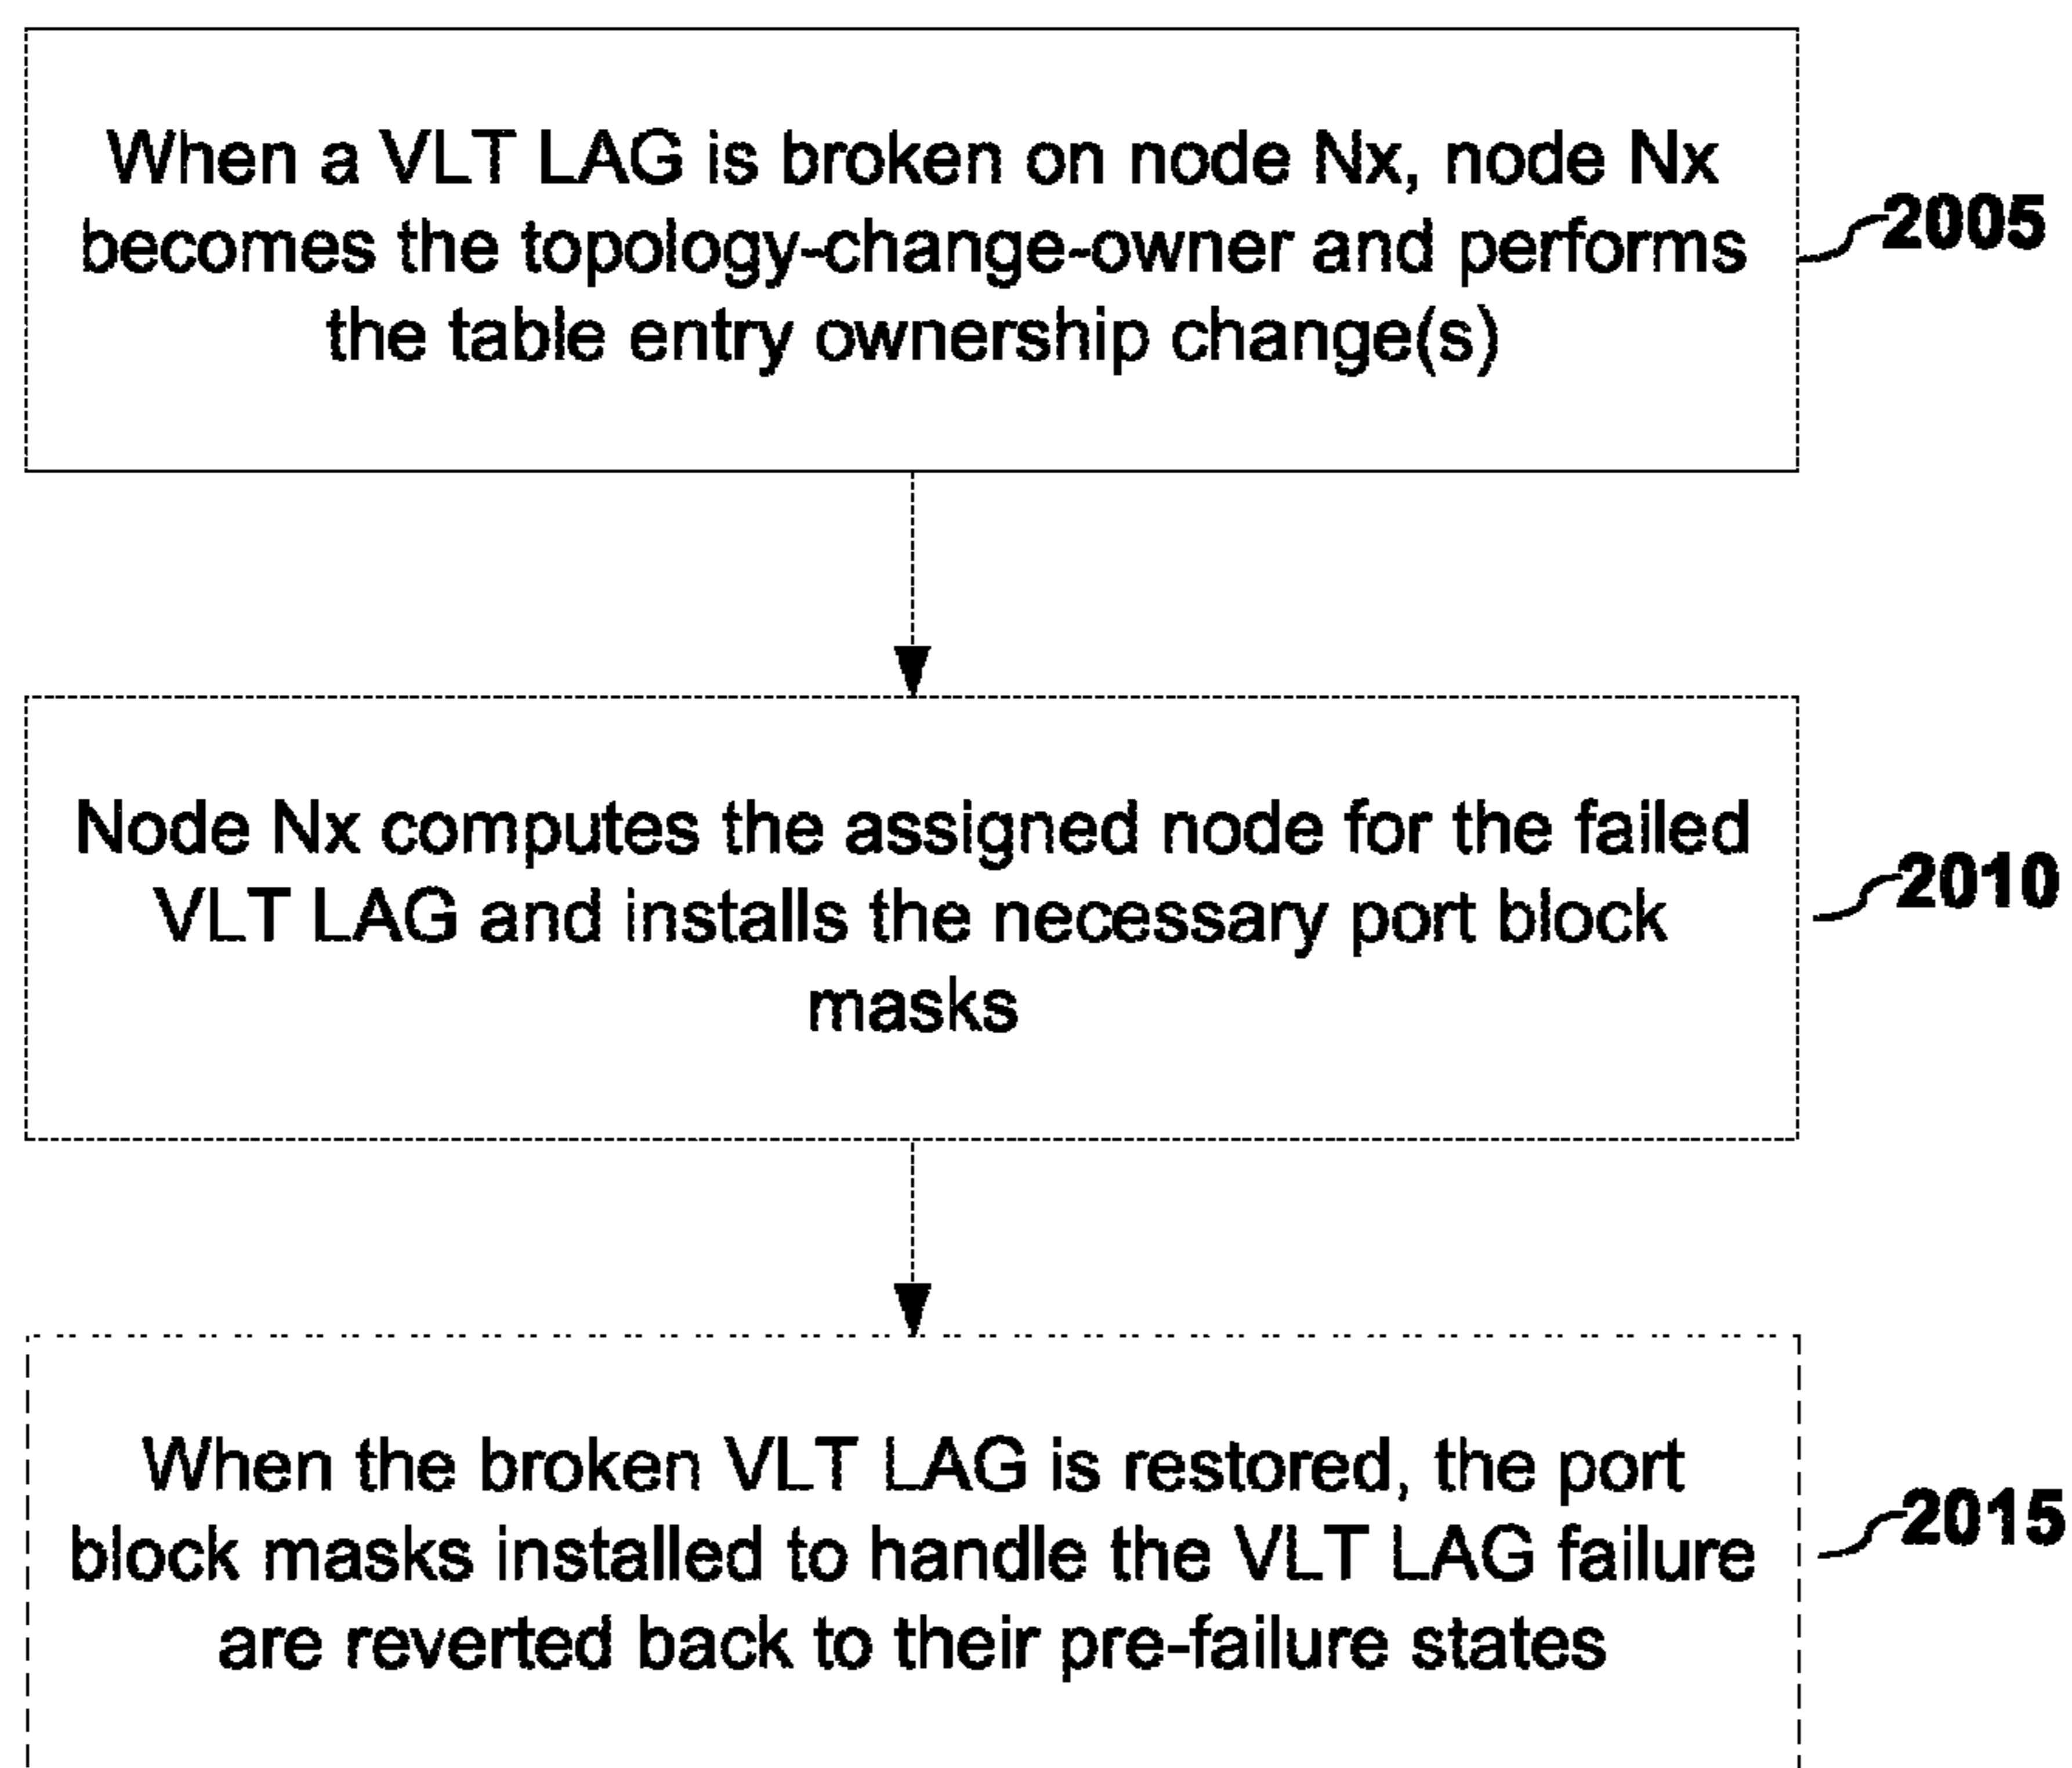 When a VLT LAG is broken on node Nx, node Nx
becomes the topology-change-owner and performs
the table entry ownership change(s)
2005
Node Nx computes the assigned node for the failed
VLT LAG and installs the necessary port block
masks
2010
When the broken VLT LAG is restored, the port
block masks installed to handle the VLT LAG failure
are reverted back to their pre-failure states
2015